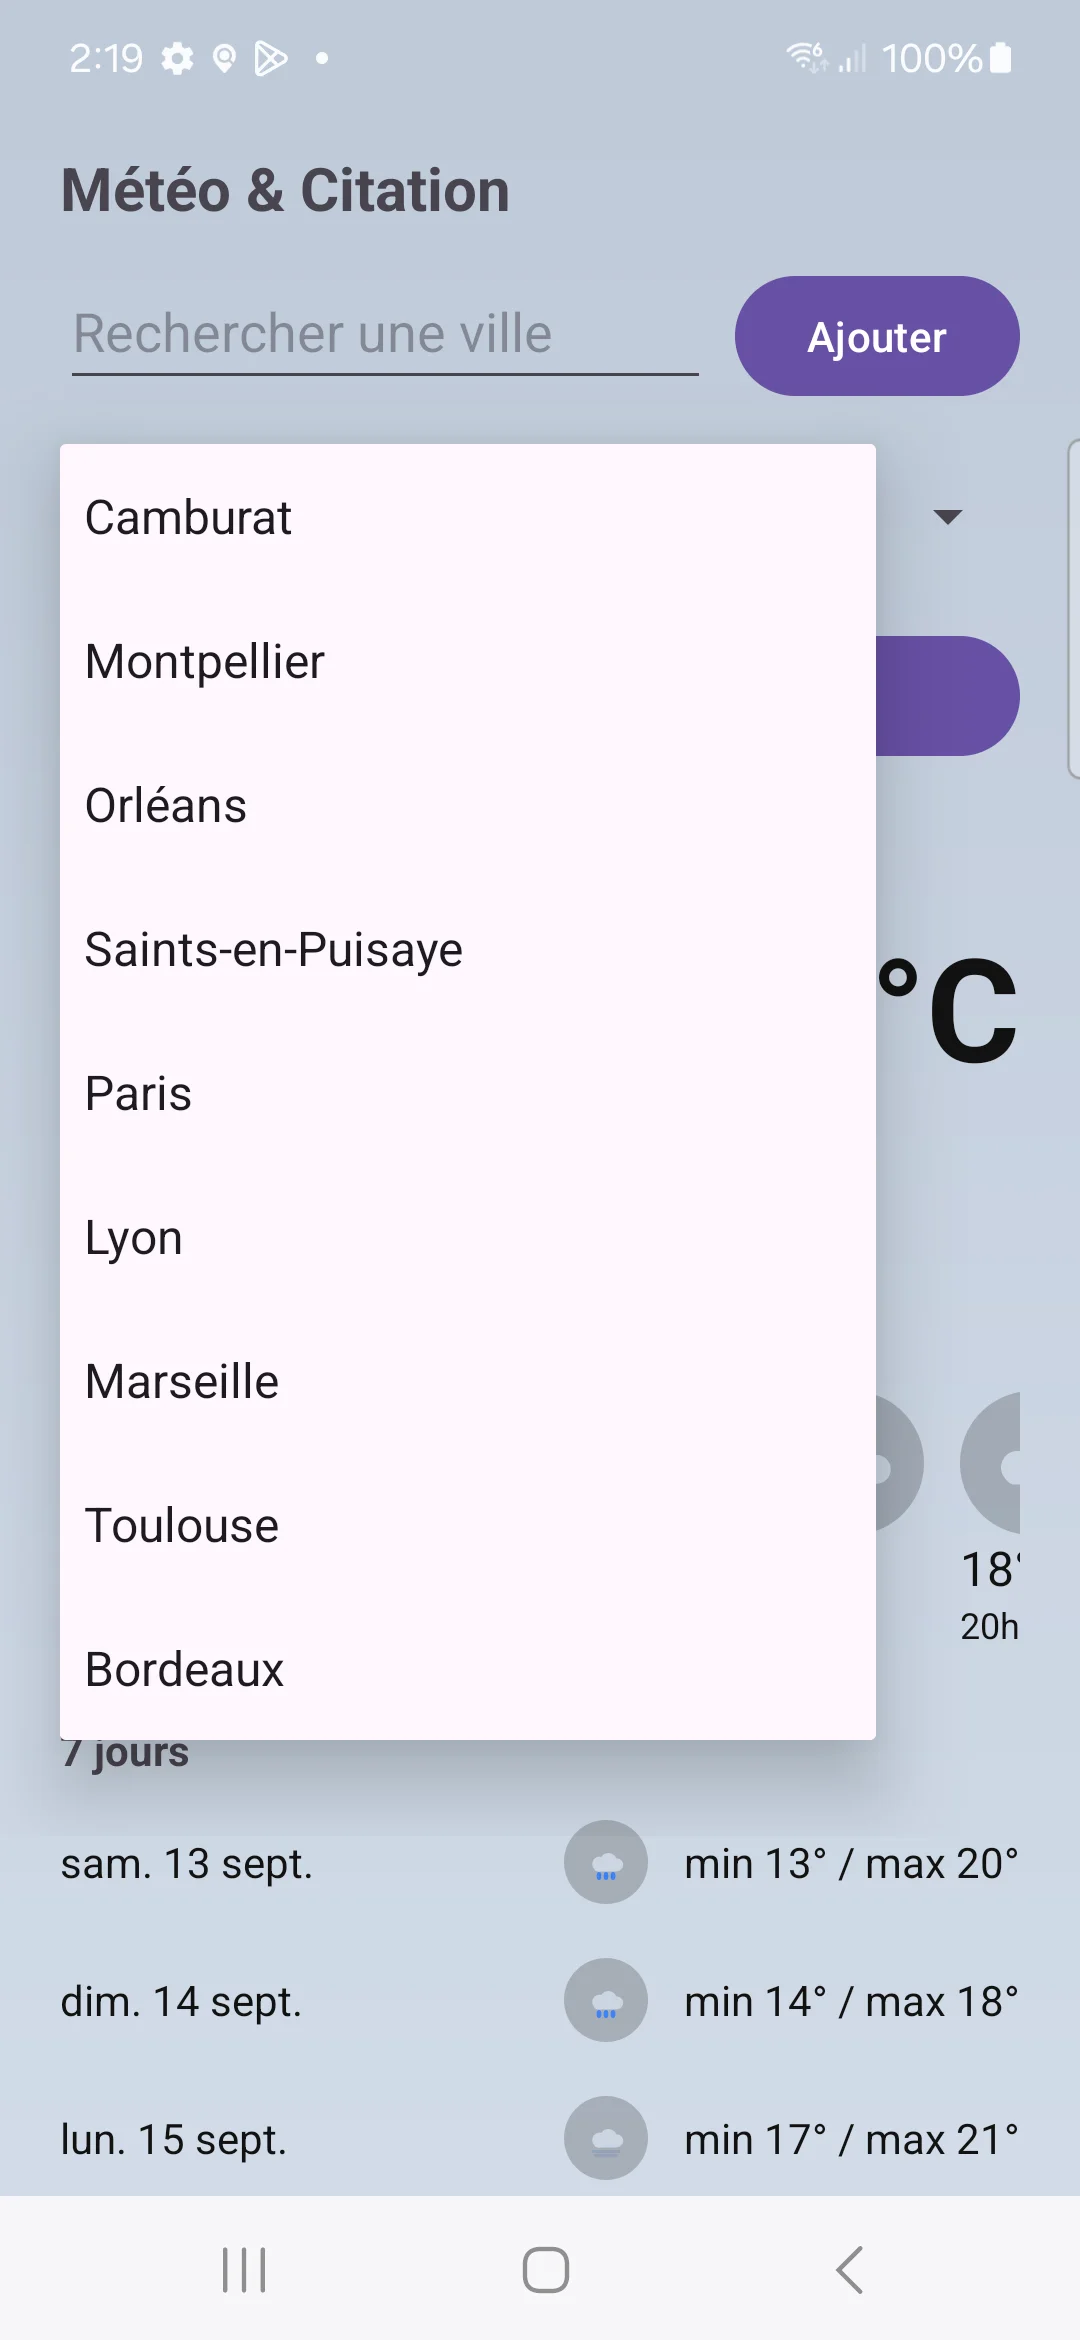 2:19
6 100%
Météo & Citation
Rechercher une ville
Ajouter
Camburat
Montpellier
Orléans
Saints-en-Puisaye
Paris
Lyon
Marseille
Toulouse
Bordeaux
°C
18°
20h
7 jours
sam. 13 sept. min 13° / max 20°
dim. 14 sept. min 14° / max 18°
lun. 15 sept. min 17° / max 21°